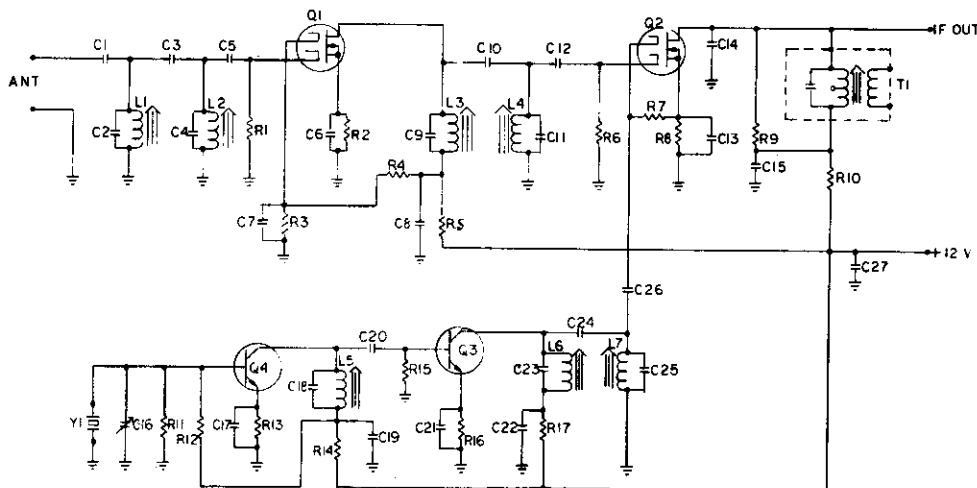 Q1
Q2
C1
C3
C5
C10
C12
C14
IF OUT
ANT
T1
L1
L2
L3
L4
R7
C2
C4
R1
C6
R2
C9
C11
R6
R8
C13
R9
C15
R4
R10
C7
R3
C8
R5
+12 V
C27
C26
C20
C24
Q4
L5
Q3
L6
L7
C18
R15
C23
C25
Y1
C16
R11
R12
C17
R13
R14
C19
C21
R16
C22
R17